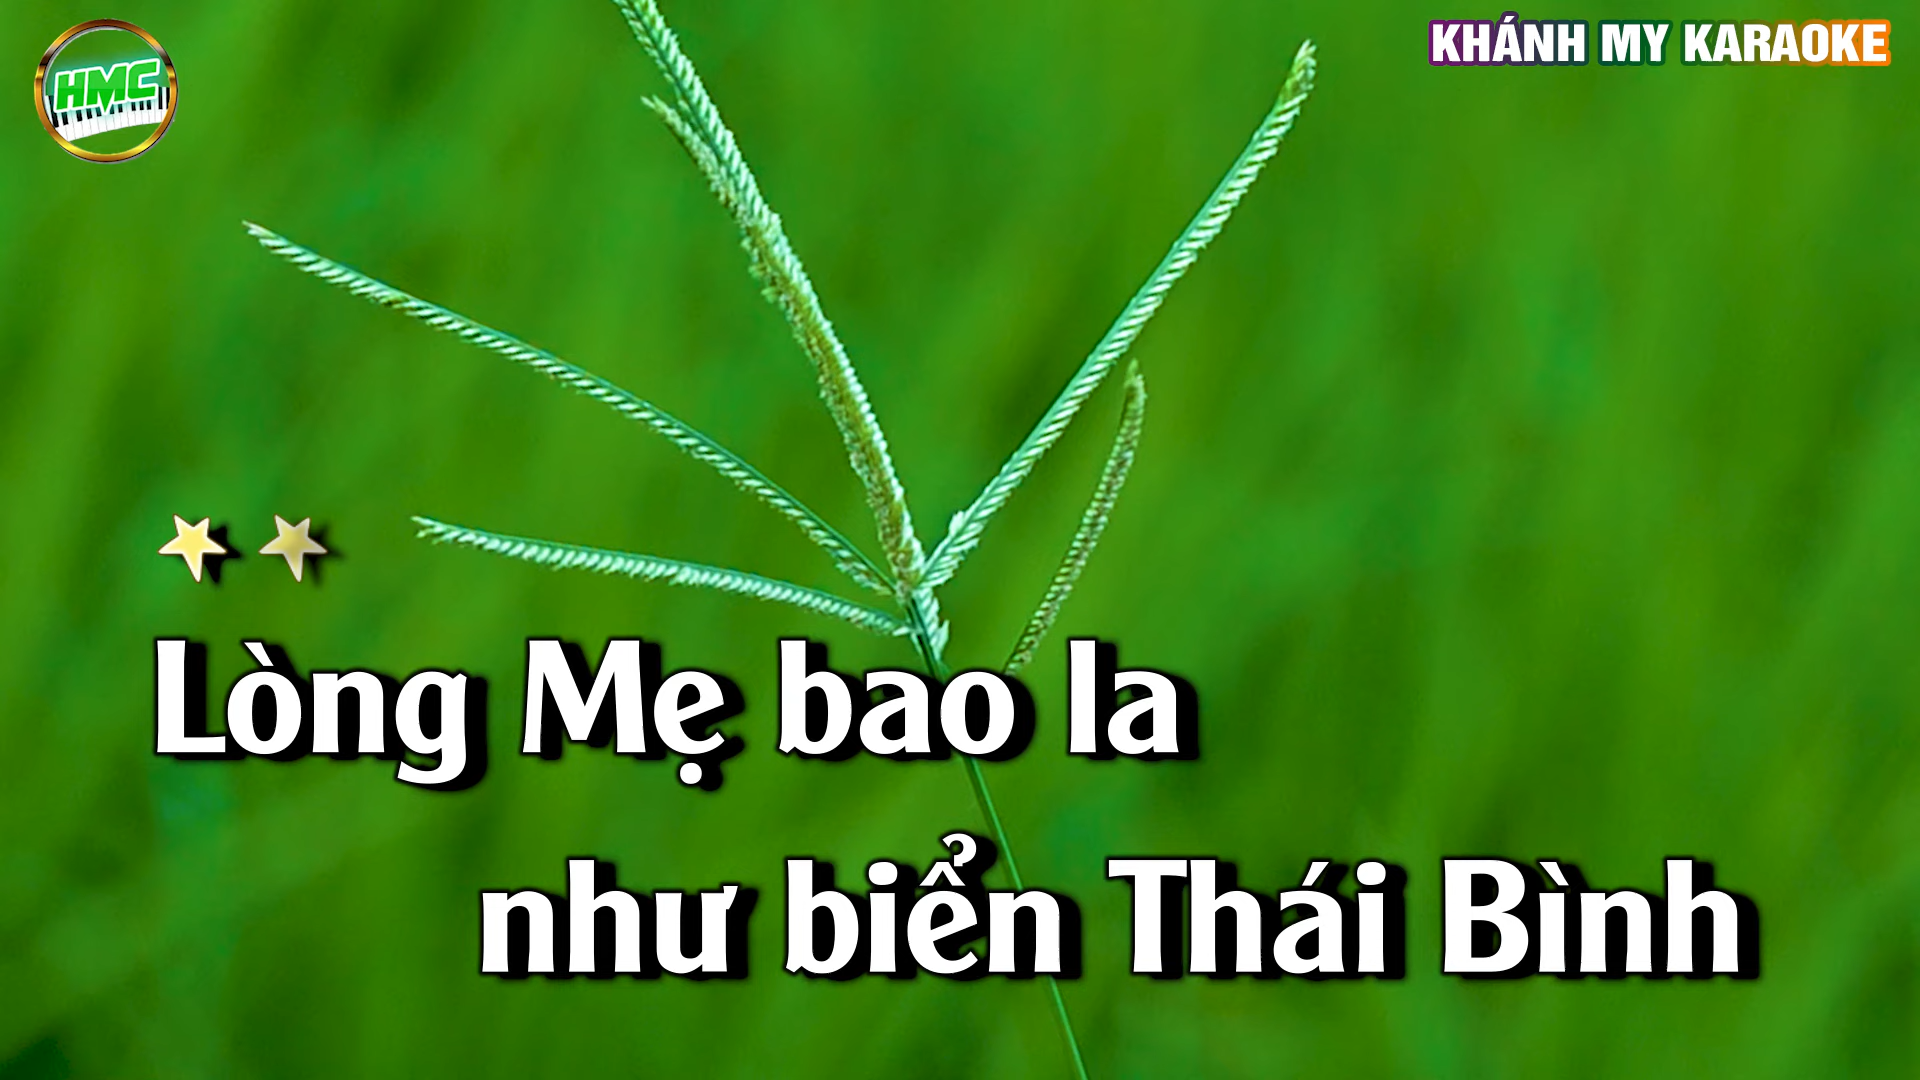 HMC
KHÁNH MY KARAOKE
Lòng Mẹ bao la
như biển Thái Bình